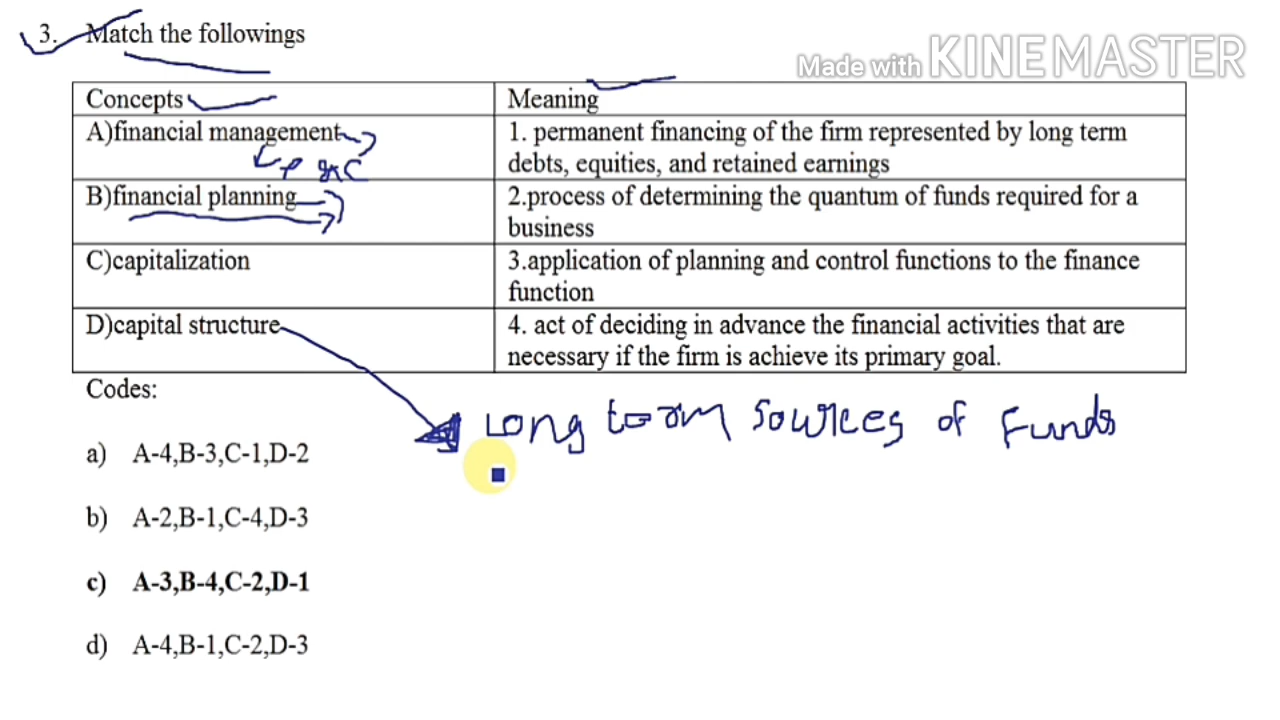 3. Match the followings
Made with KINEMASTER
Concepts
Meaning
A)financial management
1. permanent financing of the firm represented by long term
debts, equities, and retained earnings
B)financial planning
2.process of determining the quantum of funds required for a
business
C)capitalization
3.application of planning and control functions to the finance
function
D)capital structure
4. act of deciding in advance the financial activities that are
necessary if the firm is achieve its primary goal.
Codes:
Long term sources of Funds
a) A-4,B-3,C-1,D-2
b) A-2,B-1,C-4,D-3
c) A-3,B-4,C-2,D-1
d) A-4,B-1,C-2,D-3